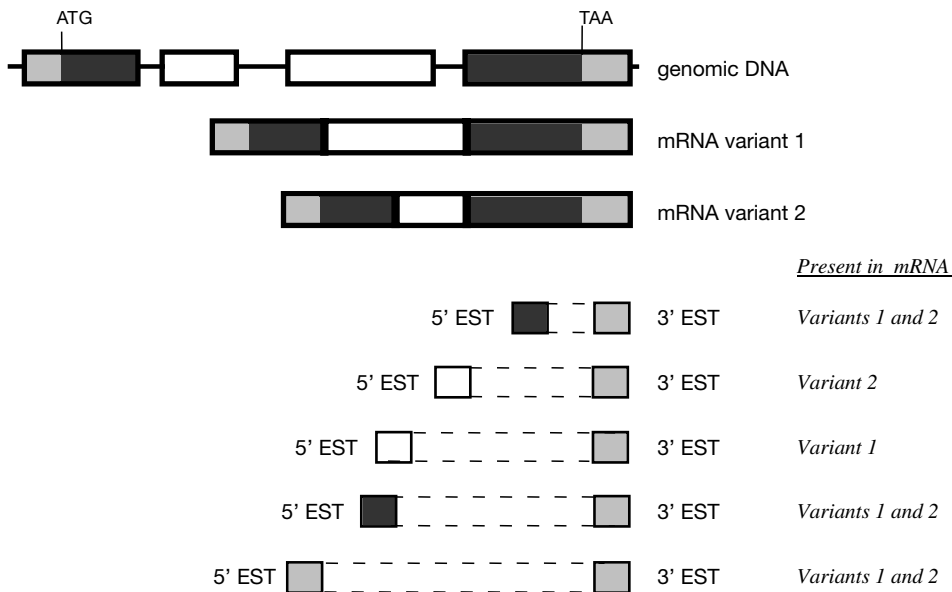 ATG TAA
genomic DNA
mRNA variant 1
mRNA variant 2
Present in mRNA
5’ EST 3’ EST Variants 1 and 2
5’ EST 3’ EST Variant 2
5’ EST 3’ EST Variant 1
5’ EST 3’ EST Variants 1 and 2
5’ EST 3’ EST Variants 1 and 2